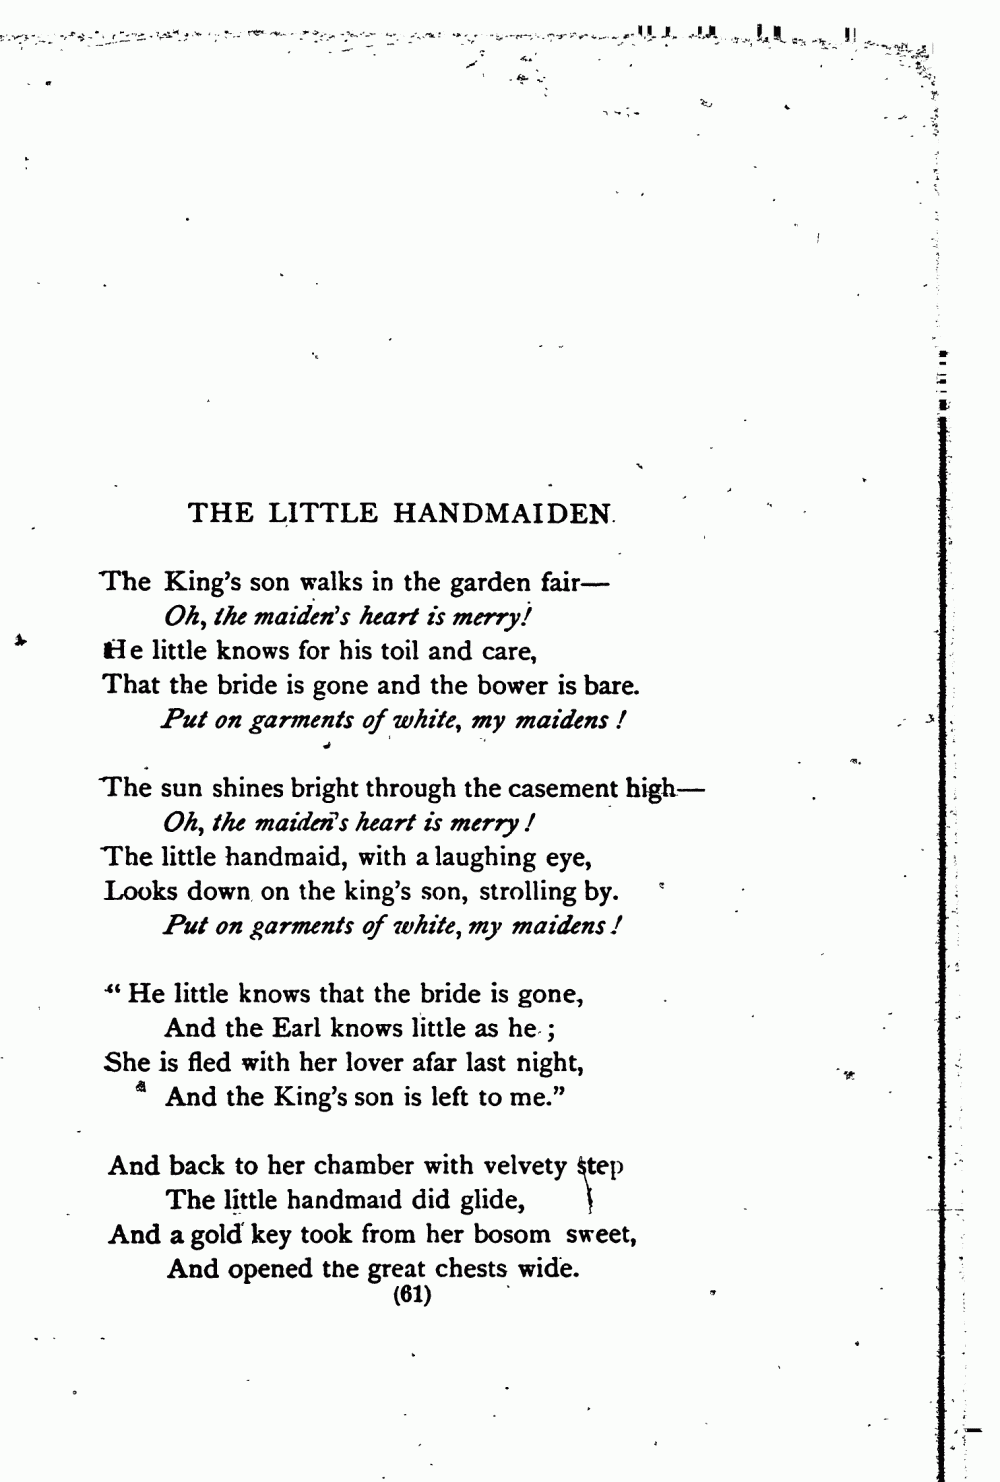 THE LITTLE HANDMAIDEN.
The King's son walks in the garden fair—
Oh, the maiden's heart is merry!
He little knows for his toil and care,
That the bride is gone and the bower is bare.
Put on garments of white, my maidens!
The sun shines bright through the casement high—
Oh, the maiden's heart is merry!
The little handmaid, with a laughing eye,
Looks down on the king's son, strolling by.
Put on garments of white, my maidens!
"He little knows that the bride is gone,
And the Earl knows little as he;
She is fled with her lover afar last night,
And the King's son is left to me."
And back to her chamber with velvety step
The little handmaid did glide,
And a gold key took from her bosom sweet,
And opened the great chests wide.
(61)